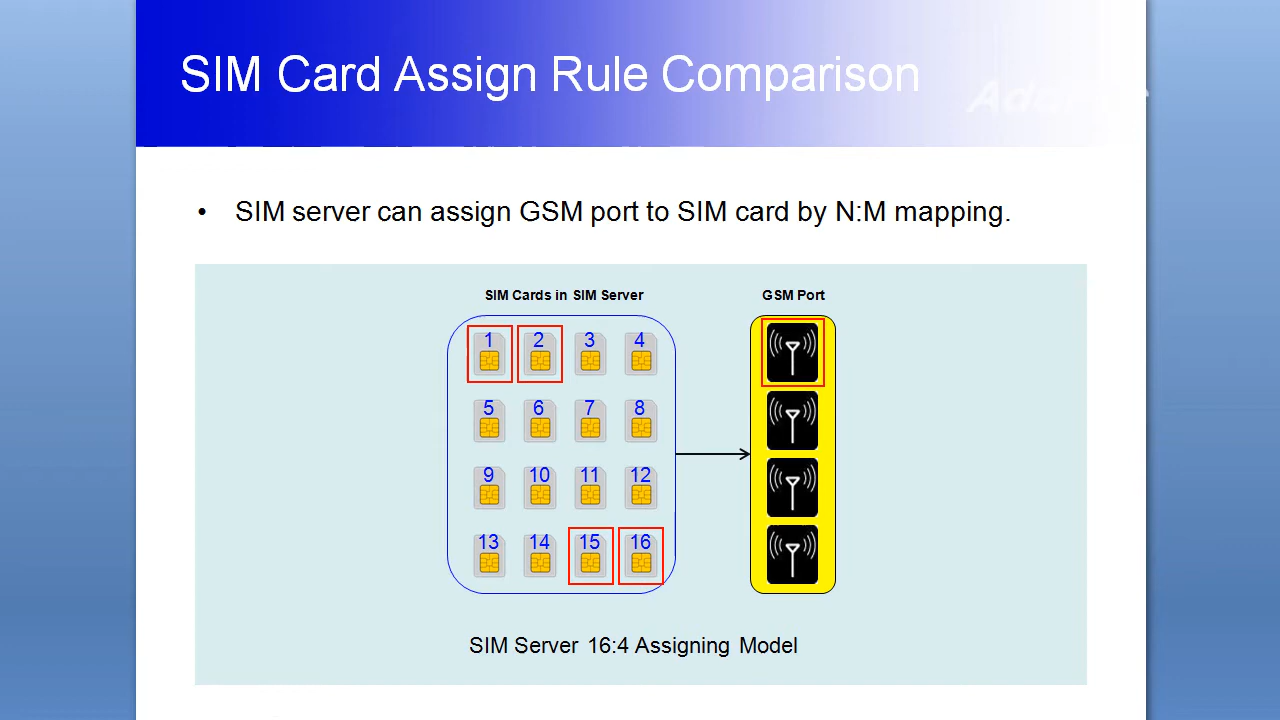 SIM Card Assign Rule Comparison
• SIM server can assign GSM port to SIM card by N:M mapping.
SIM Cards in SIM Server
GSM Port
1 2 3 4
5 6 7 8
9 10 11 12
13 14 15 16
SIM Server 16:4 Assigning Model